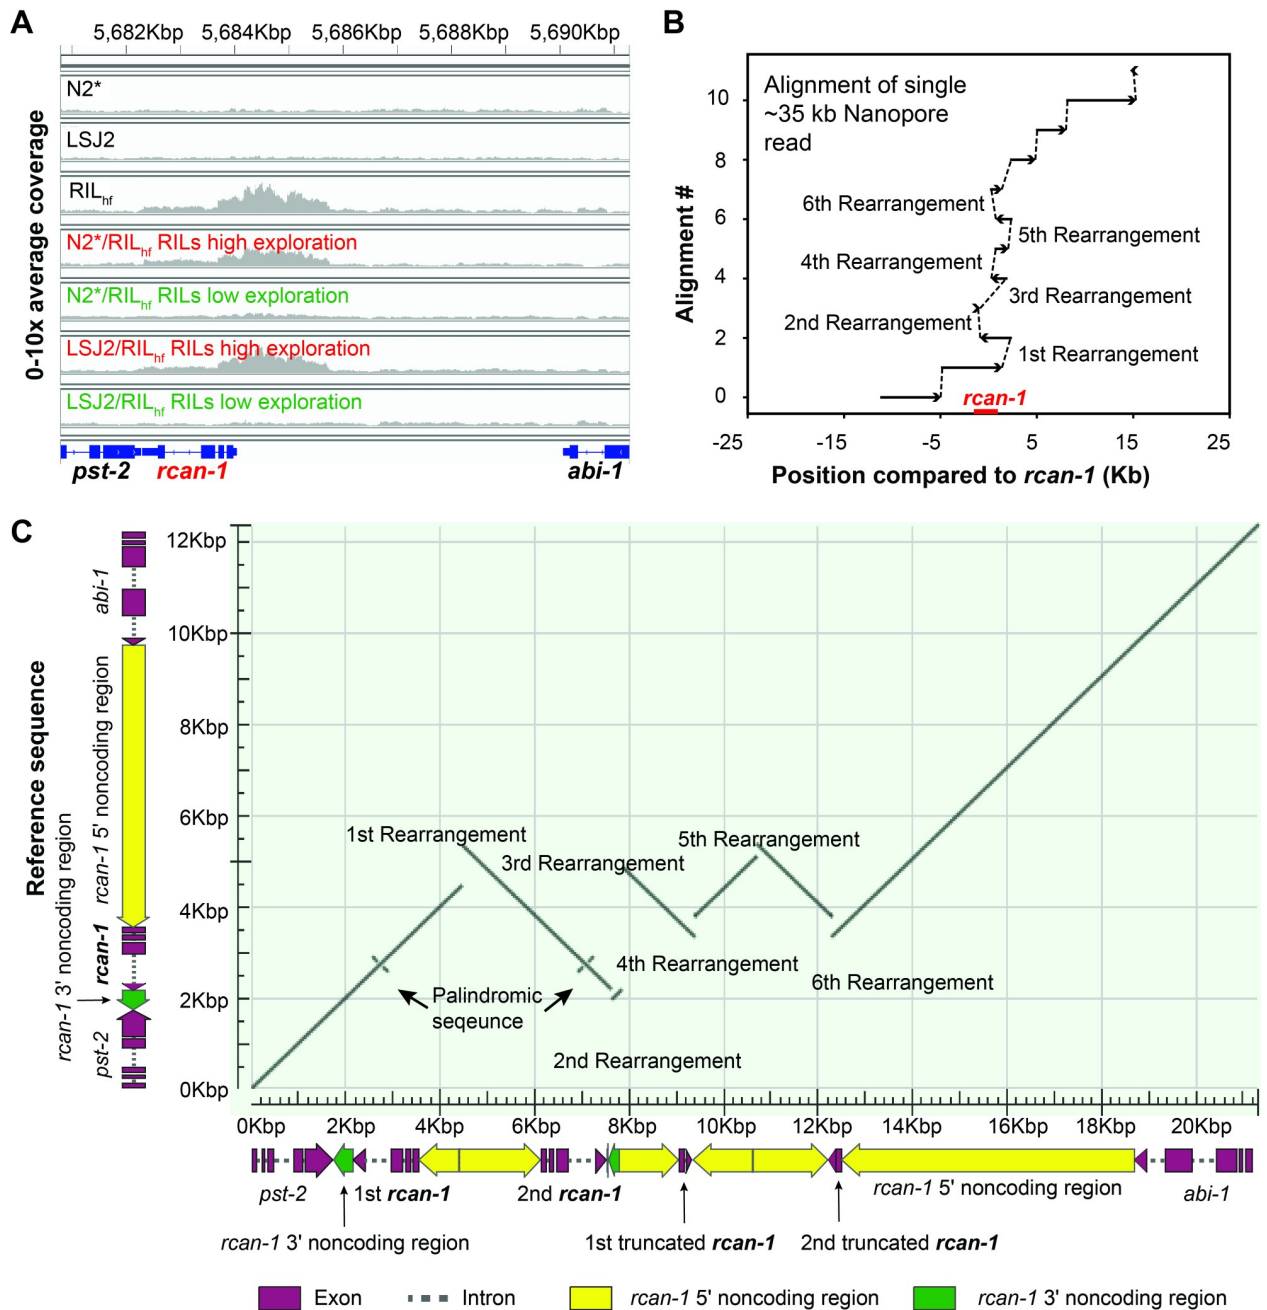 A
5,682Kbp 5,684Kbp 5,686Kbp 5,688Kbp 5,690Kbp
0-10x average coverage
N2*
LSJ2
RILhf
N2*/RILhf RILs high exploration
N2*/RILhf RILs low exploration
LSJ2/RILhf RILs high exploration
LSJ2/RILhf RILs low exploration
pst-2 rcan-1 abi-1
B
Alignment of single
~35 kb Nanopore
read
Alignment #
10
8
6
4
2
0
6th Rearrangement
5th Rearrangement
4th Rearrangement
3rd Rearrangement
2nd Rearrangement
1st Rearrangement
rcan-1
-25 -15 -5 5 15 25
Position compared to rcan-1 (Kb)
C
Reference sequence
abi-1
rcan-1 5' noncoding region
rcan-1
rcan-1 3' noncoding region
pst-2
12Kbp
10Kbp
8Kbp
6Kbp
4Kbp
2Kbp
0Kbp
1st Rearrangement
5th Rearrangement
3rd Rearrangement
4th Rearrangement
6th Rearrangement
Palindromic
seqeunce
2nd Rearrangement
0Kbp 2Kbp 4Kbp 6Kbp 8Kbp 10Kbp 12Kbp 14Kbp 16Kbp 18Kbp 20Kbp
pst-2 1st rcan-1 2nd rcan-1 rcan-1 5' noncoding region abi-1
rcan-1 3' noncoding region 1st truncated rcan-1 2nd truncated rcan-1
Exon Intron rcan-1 5' noncoding region rcan-1 3' noncoding region